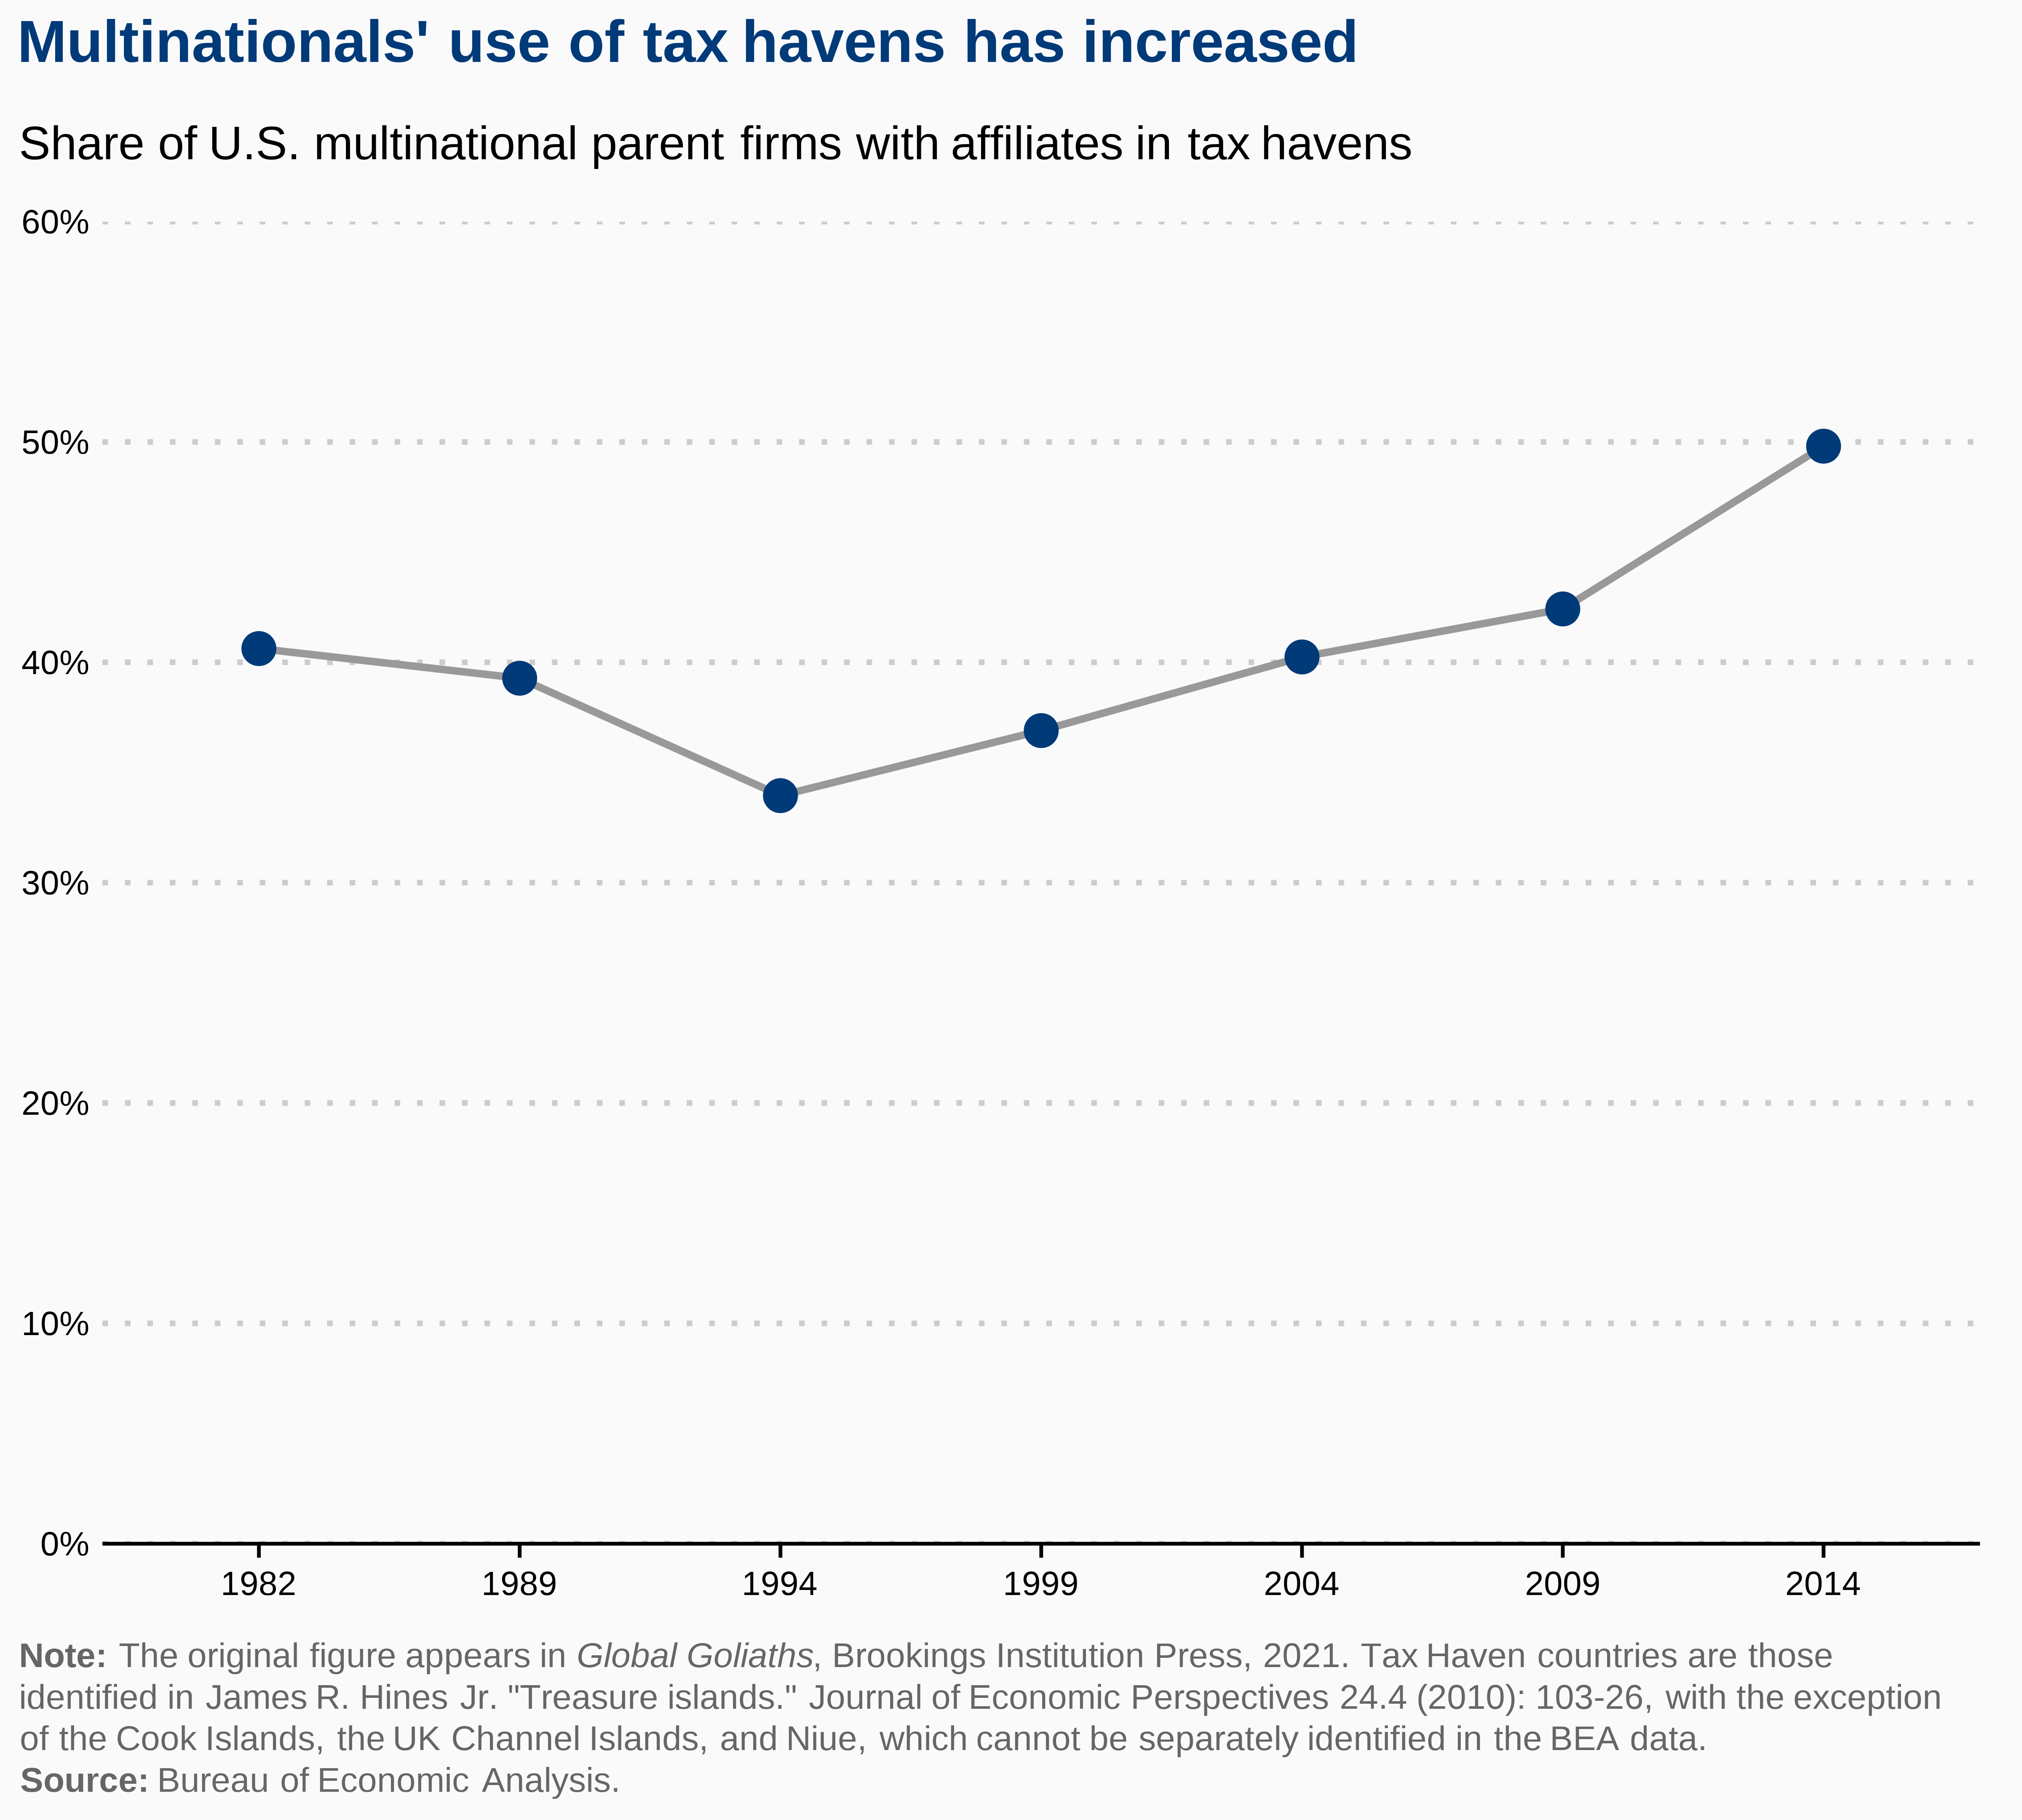 Multinationals' use of tax havens has increased
Share of U.S. multinational parent firms with affiliates in tax havens
60%
50%
40%
30%
20%
10%
0%
1982 1989 1994 1999 2004 2009 2014
Note: The original figure appears in Global Goliaths, Brookings Institution Press, 2021. Tax Haven countries are those
identified in James R. Hines Jr. "Treasure islands." Journal of Economic Perspectives 24.4 (2010): 103-26, with the exception
of the Cook Islands, the UK Channel Islands, and Niue, which cannot be separately identified in the BEA data.
Source: Bureau of Economic Analysis.